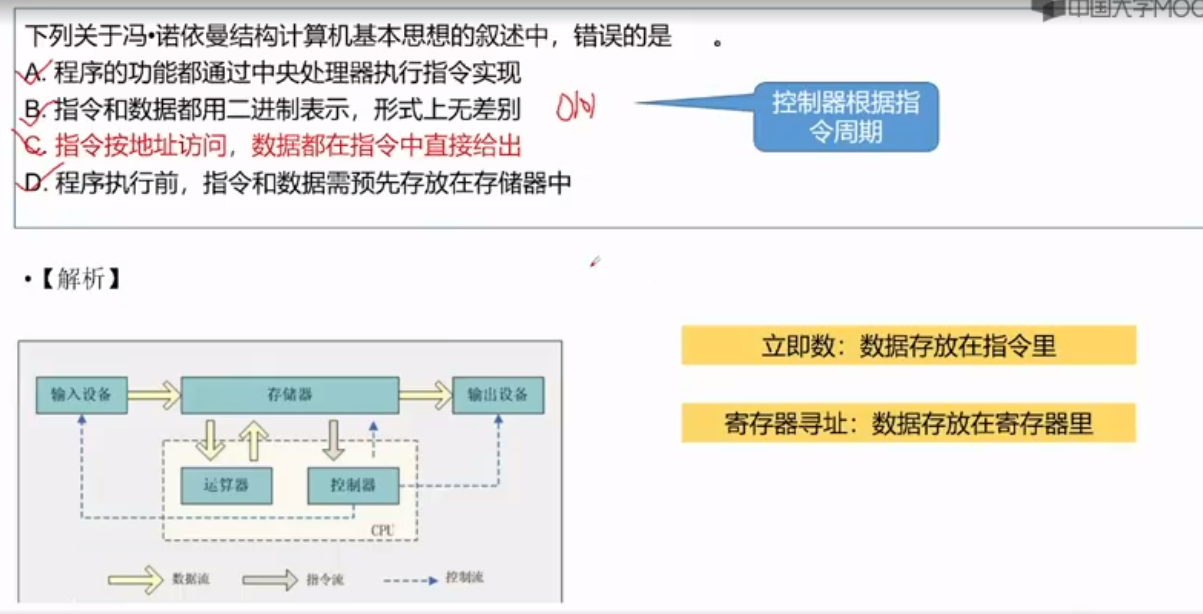 中国大学MOO
下列关于冯•诺依曼结构计算机基本思想的叙述中，错误的是 。
A. 程序的功能都通过中央处理器执行指令实现
B. 指令和数据都用二进制表示，形式上无差别
C. 指令按地址访问，数据都在指令中直接给出
D. 程序执行前，指令和数据需预先存放在存储器中
控制器根据指
令周期
•【解析】
立即数：数据存放在指令里
寄存器寻址：数据存放在寄存器里
输入设备 存储器 输出设备
运算器 控制器
CPU
数据流 指令流 控制流